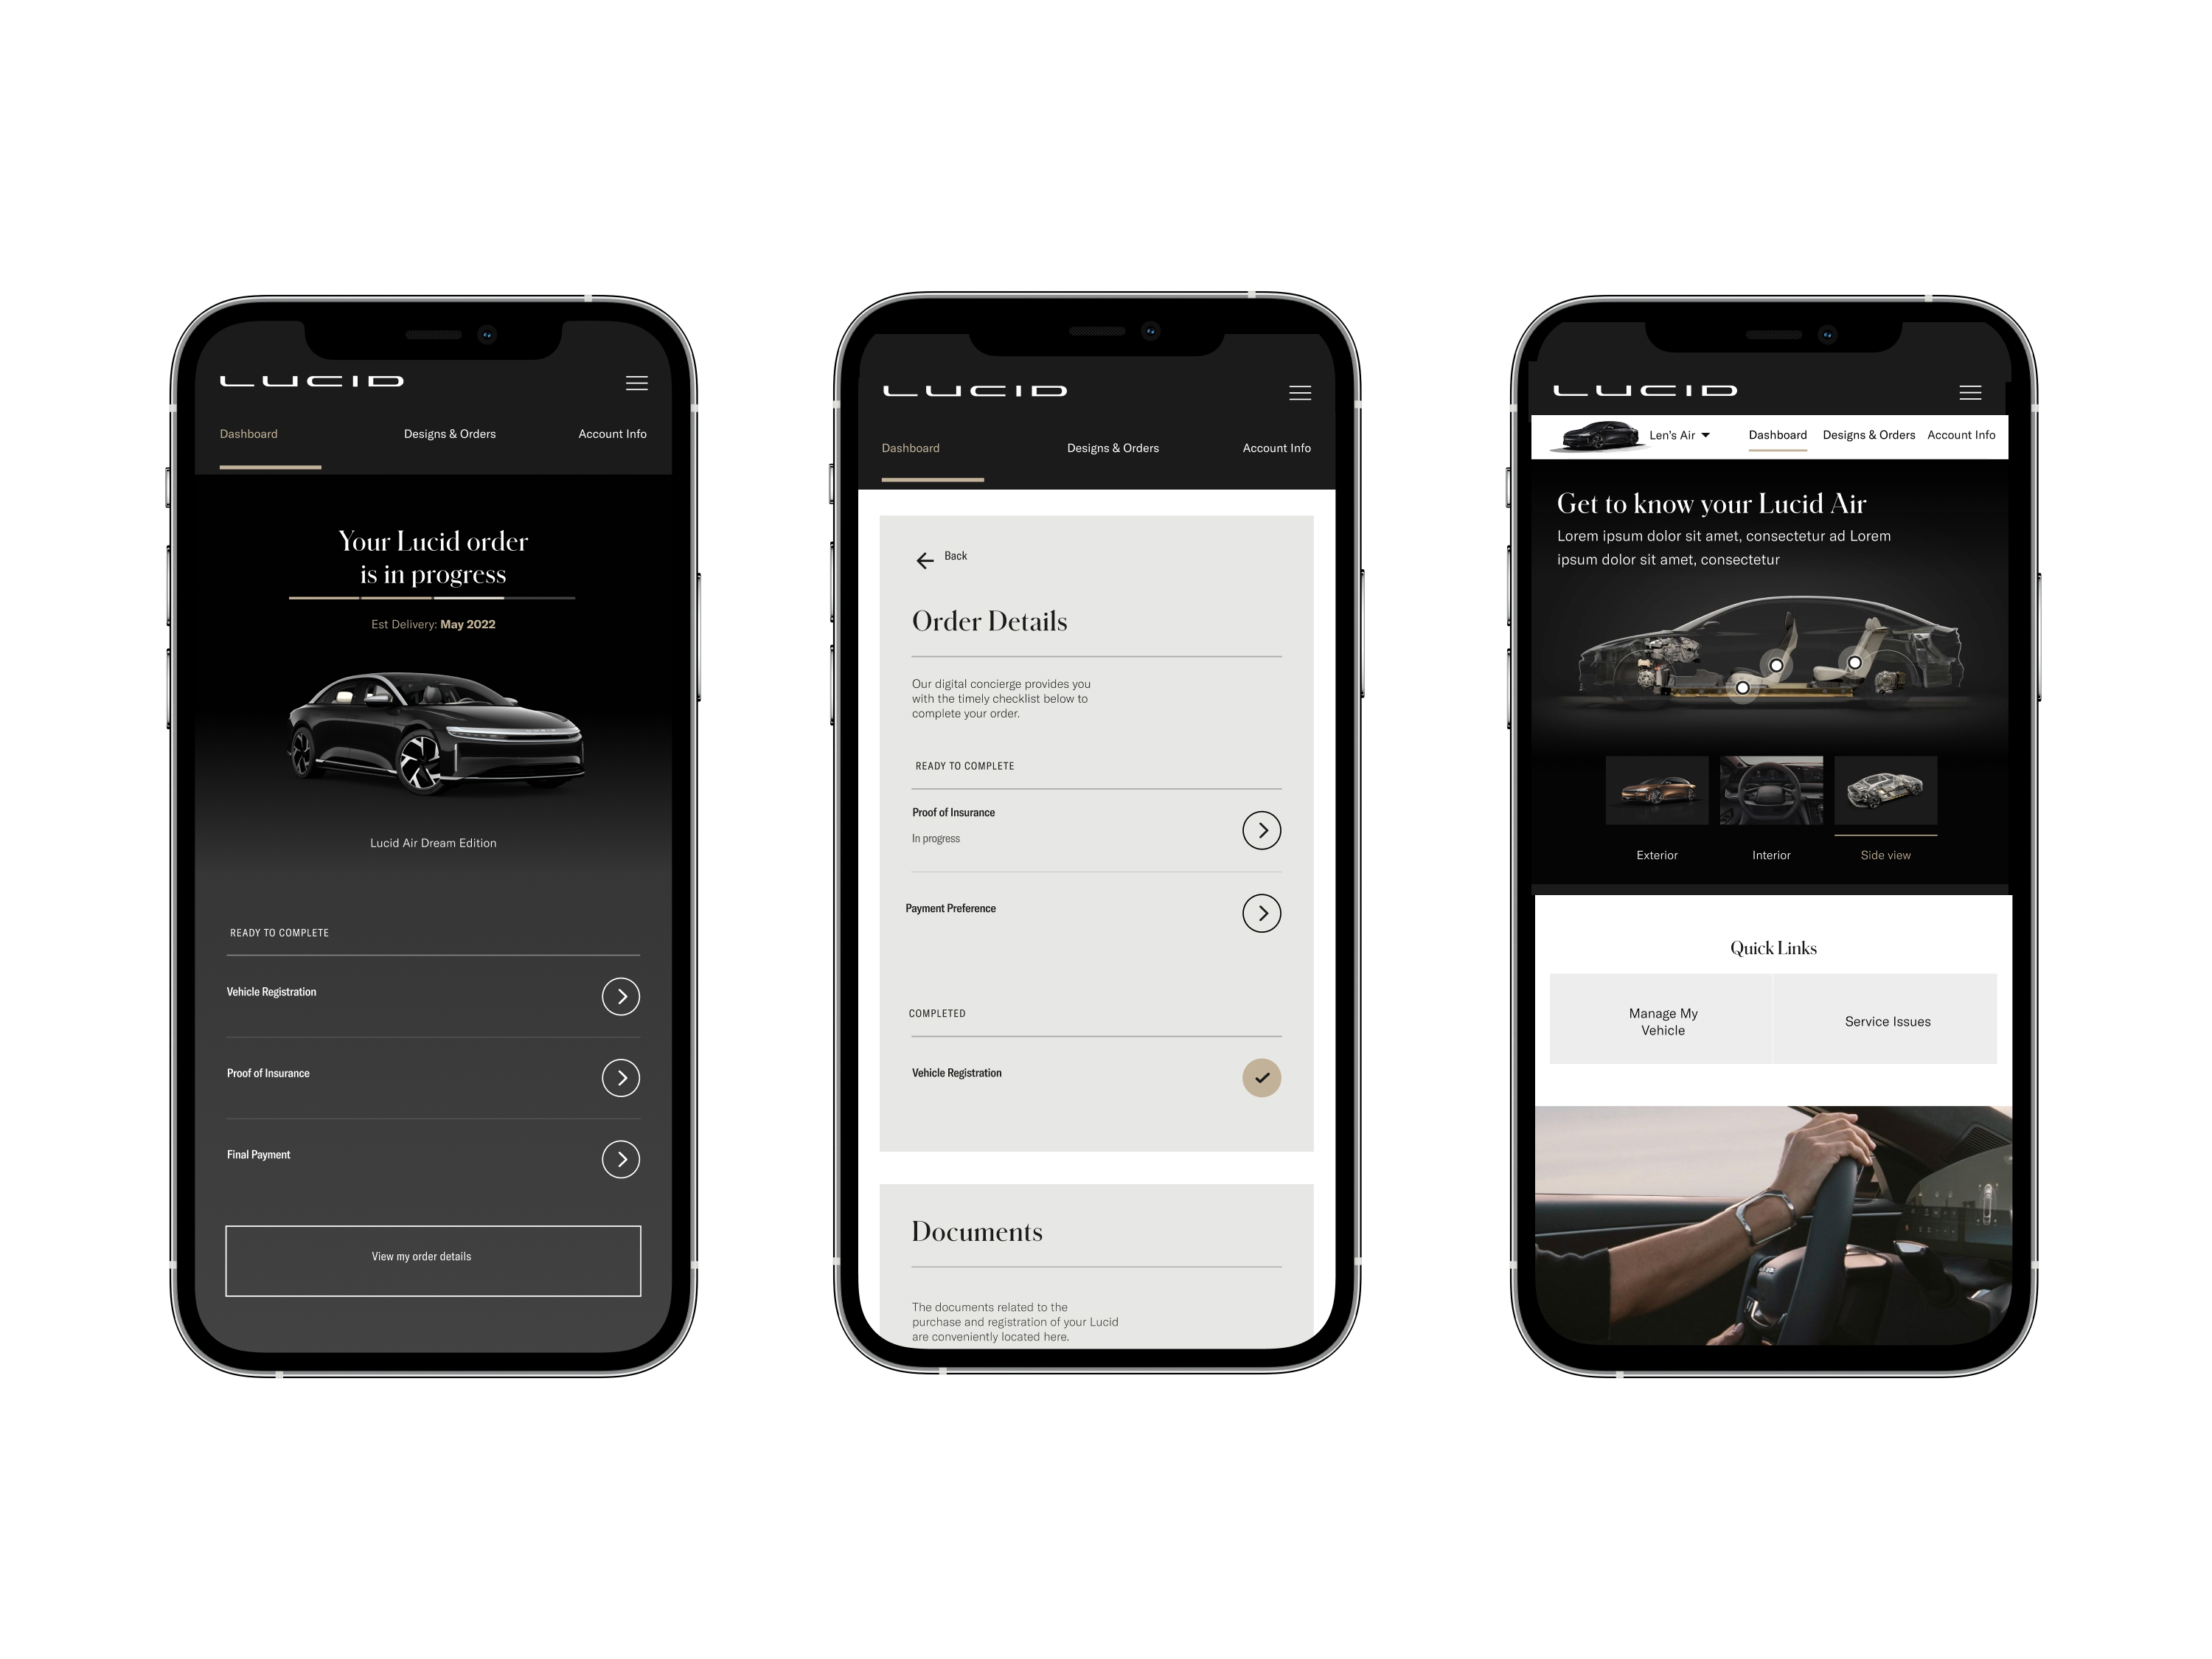 LUCID
Dashboard
Designs & Orders
Account Info
Your Lucid order
is in progress
Est Delivery: May 2022
Lucid Air Dream Edition
READY TO COMPLETE
Vehicle Registration
Proof of Insurance
Final Payment
View my order details
LUCID
Dashboard
Designs & Orders
Account Info
Back
Order Details
Our digital concierge provides you
with the timely checklist below to
complete your order.
READY TO COMPLETE
Proof of Insurance
In progress
Payment Preference
COMPLETED
Vehicle Registration
Documents
The documents related to the
purchase and registration of your Lucid
are conveniently located here.
LUCID
Len's Air
Dashboard
Designs & Orders
Account Info
Get to know your Lucid Air
Lorem ipsum dolor sit amet, consectetur ad Lorem
ipsum dolor sit amet, consectetur
Exterior
Interior
Side view
Quick Links
Manage My
Vehicle
Service Issues